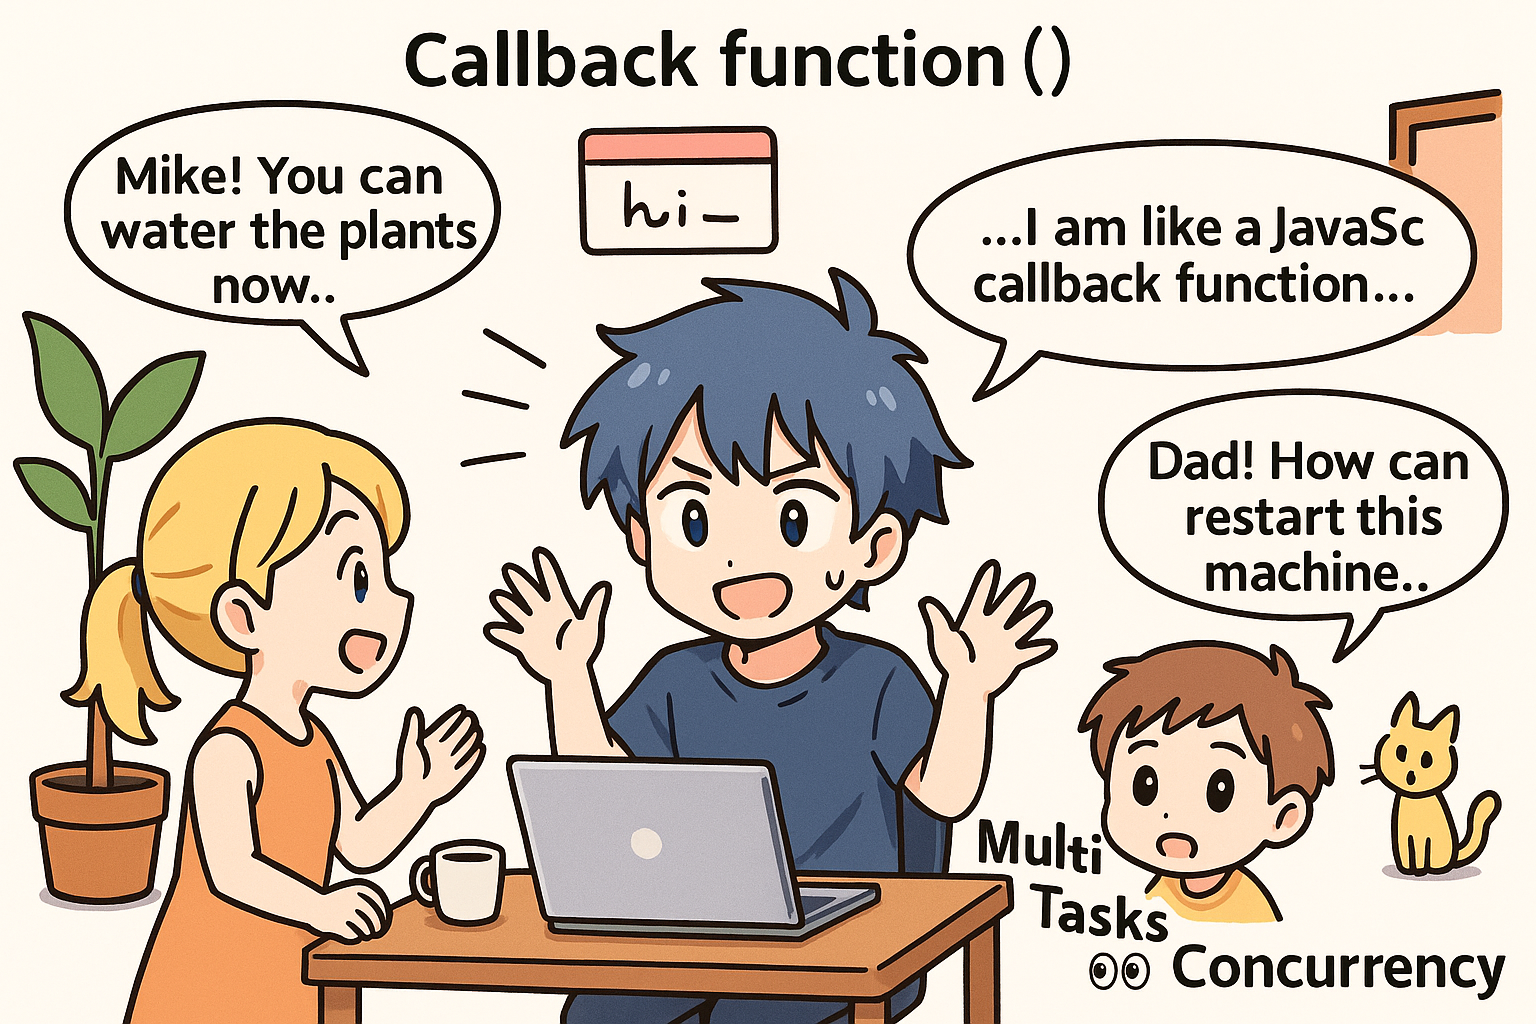 Callback function()
Mike! You can
water the plants
now..
hi_
...I am like a JavaSc
callback function...
Dad! How can
restart this
machine..
Multi
Tasks
👀 Concurrency